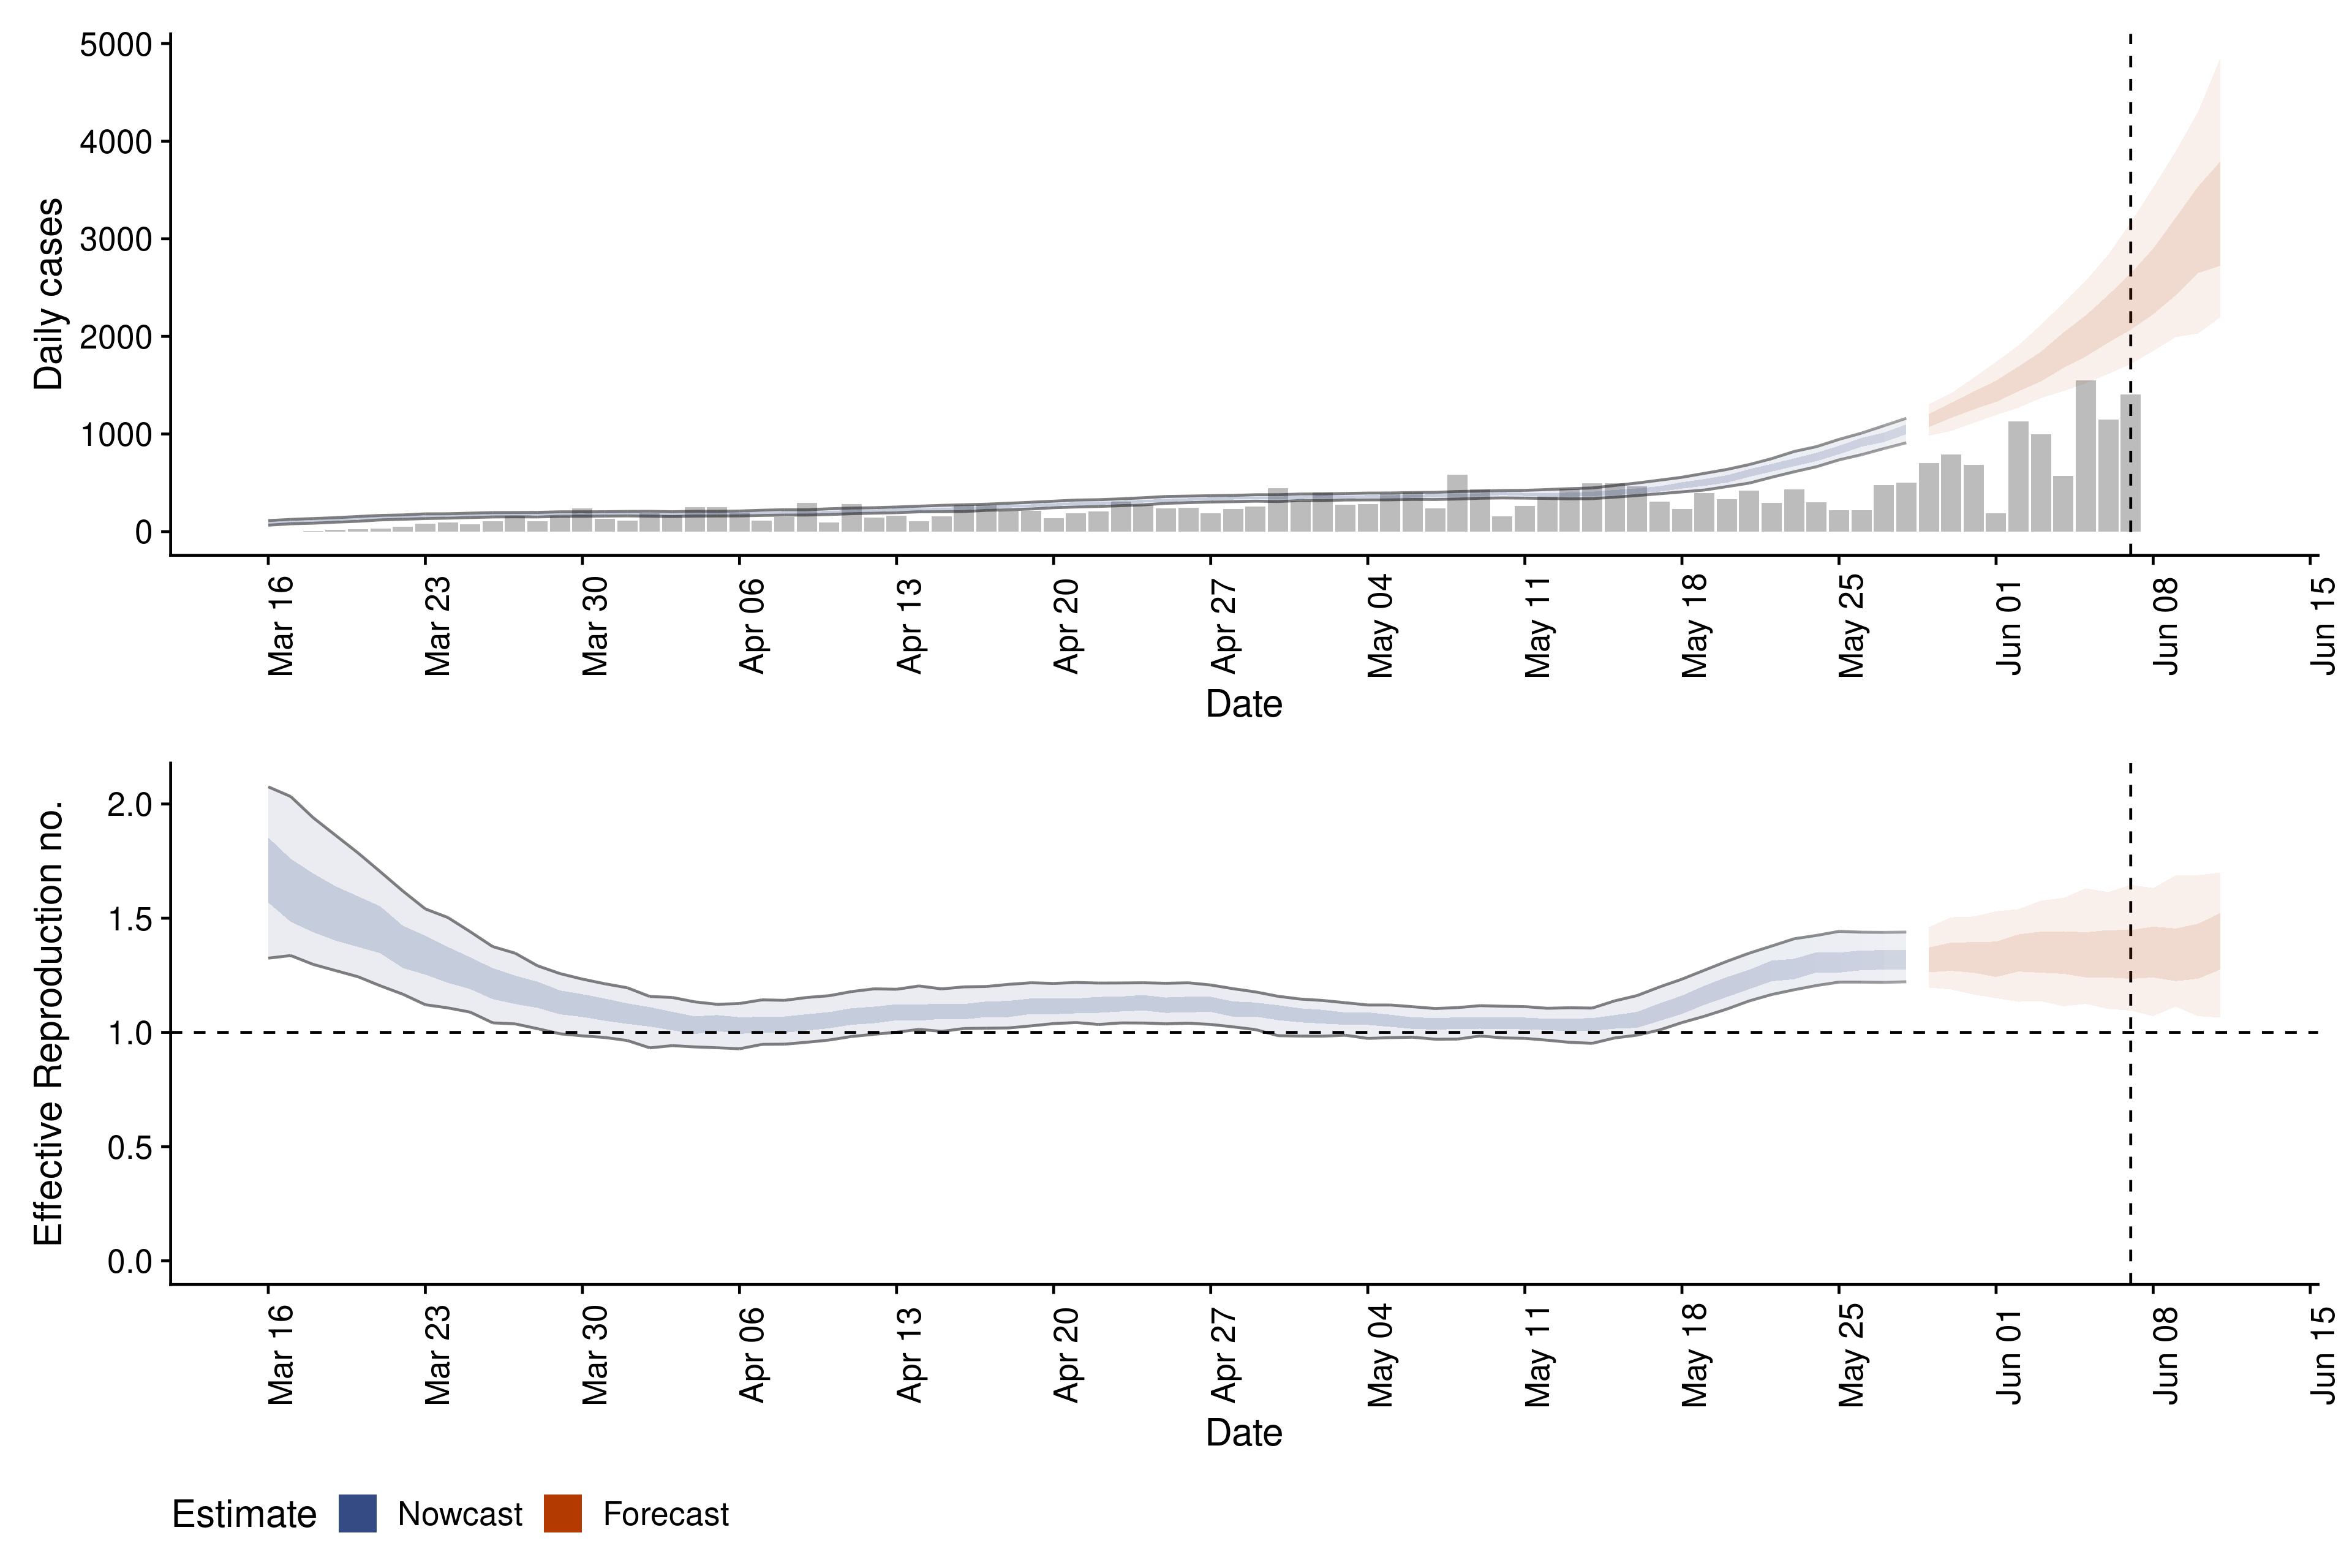 5000
4000
3000
2000
1000
0
Daily cases
Mar 16
Mar 23
Mar 30
Apr 06
Apr 13
Apr 20
Apr 27
May 04
May 11
May 18
May 25
Jun 01
Jun 08
Jun 15
Date
2.0
1.5
1.0
0.5
0.0
Effective Reproduction no.
Mar 16
Mar 23
Mar 30
Apr 06
Apr 13
Apr 20
Apr 27
May 04
May 11
May 18
May 25
Jun 01
Jun 08
Jun 15
Date
Estimate Nowcast Forecast